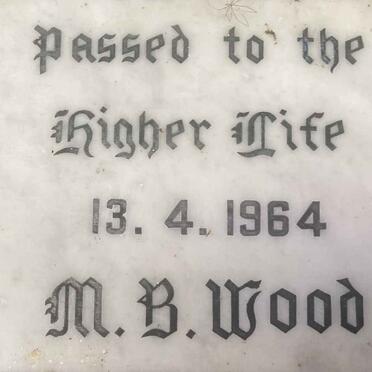 Passed to the
Higher Life
13. 4. 1964
M. B. Wood